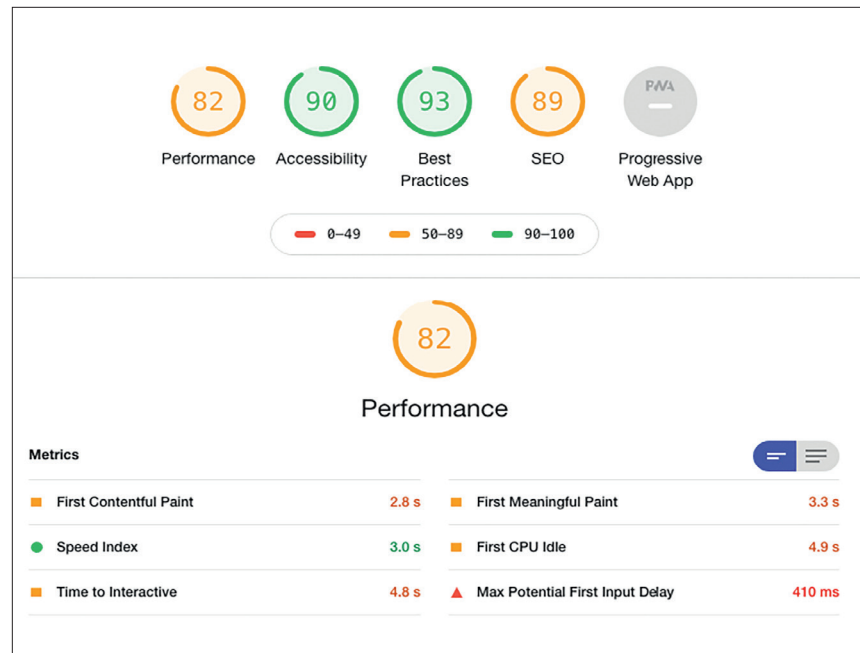 82
90
93
89
PWA
Performance
Accessibility
Best
Practices
SEO
Progressive
Web App
0–49
50–89
90–100
82
Performance
Metrics
First Contentful Paint 2.8 s
First Meaningful Paint 3.3 s
Speed Index 3.0 s
First CPU Idle 4.9 s
Time to Interactive 4.8 s
Max Potential First Input Delay 410 ms